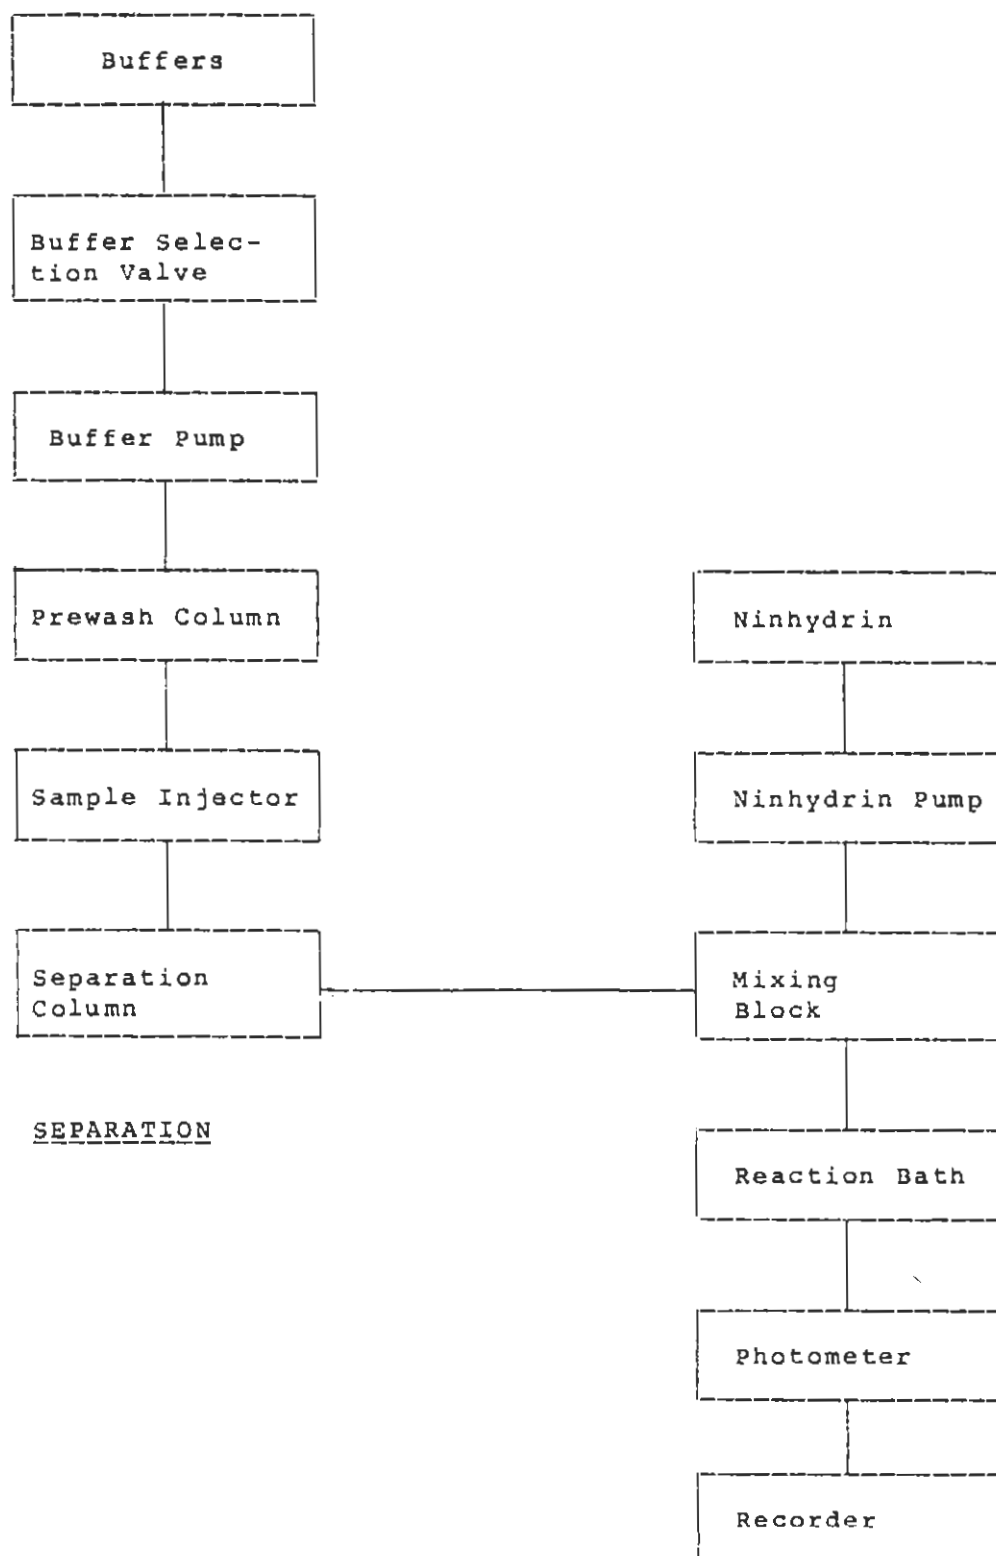 Buffers
Buffer Selec-
tion Valve
Buffer Pump
Prewash Column
Sample Injector
Separation
Column
SEPARATION
Ninhydrin
Ninhydrin Pump
Mixing
Block
Reaction Bath
Photometer
Recorder